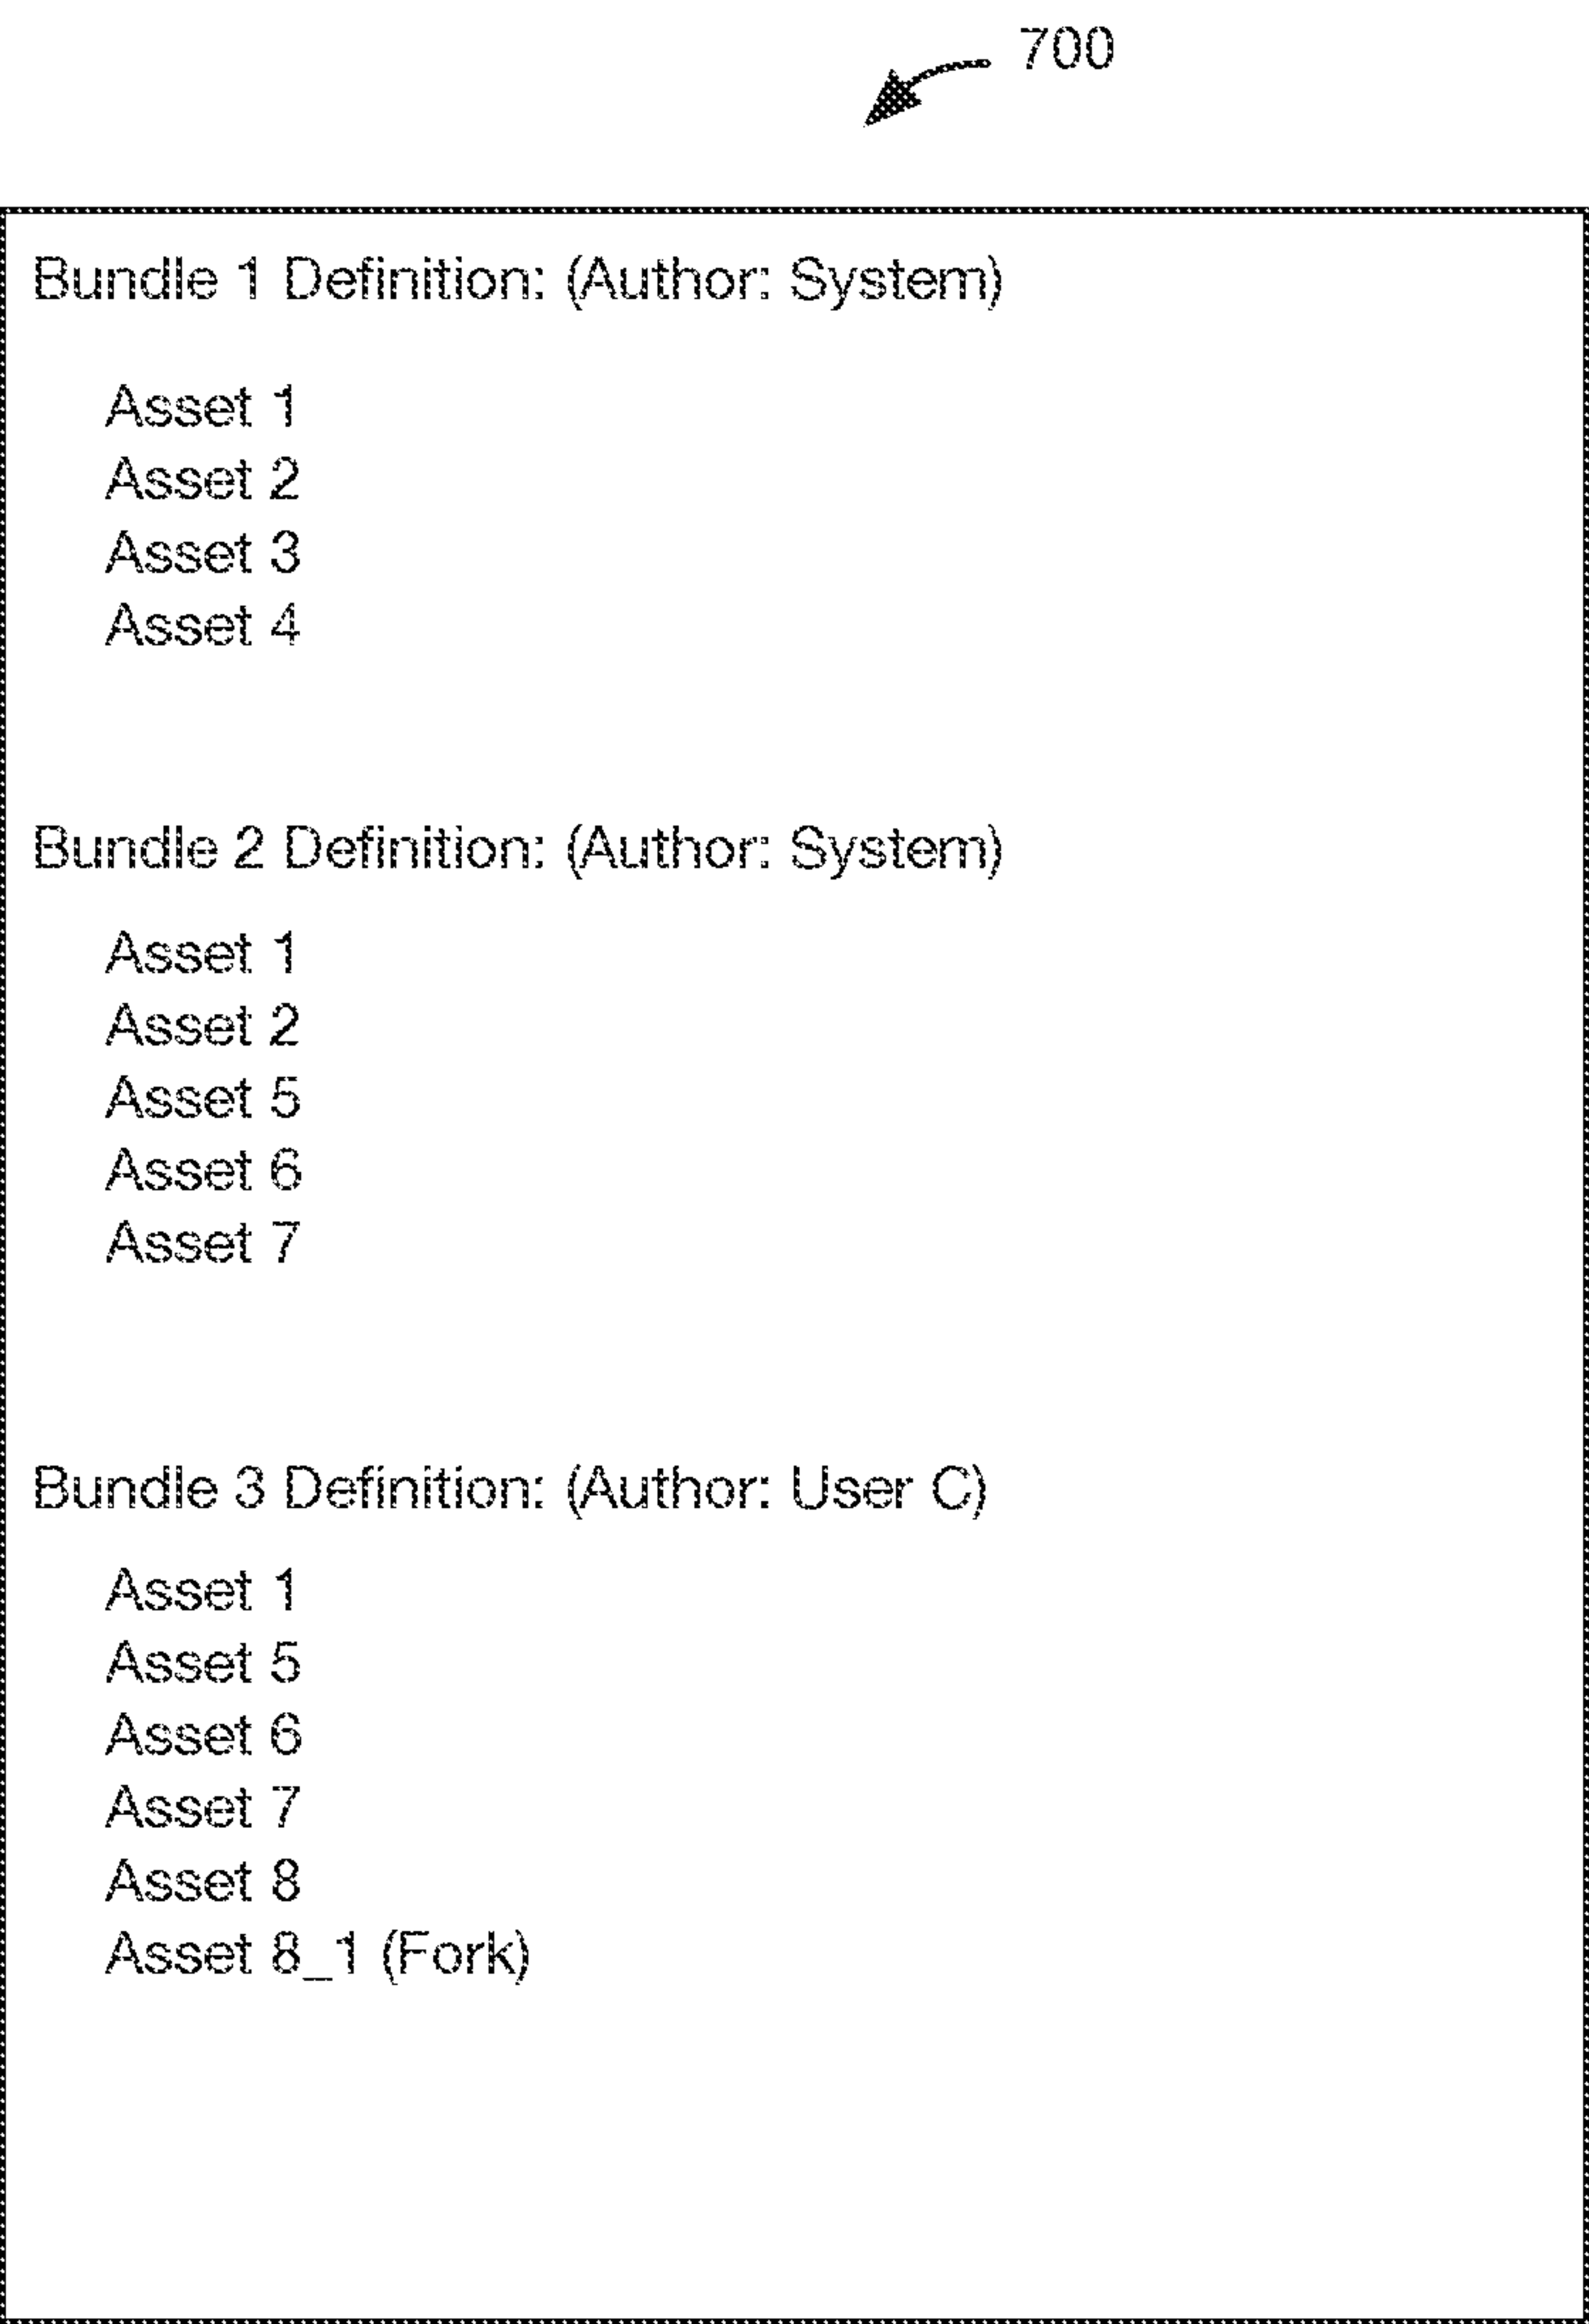 700
Bundle 1 Definition: (Author: System)
Asset 1
Asset 2
Asset 3
Asset 4
Bundle 2 Definition: (Author: System)
Asset 1
Asset 2
Asset 5
Asset 6
Asset 7
Bundle 3 Definition: (Author: User C)
Asset 1
Asset 5
Asset 6
Asset 7
Asset 8
Asset 8_1 (Fork)